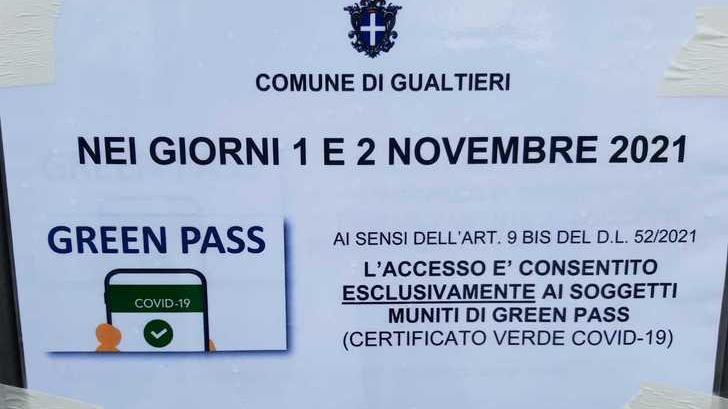 COMUNE DI GUALTIERI
NEI GIORNI 1 E 2 NOVEMBRE 2021
GREEN PASS
COVID-19
AI SENSI DELL'ART. 9 BIS DEL D.L. 52/2021
L'ACCESSO E' CONSENTITO
ESCLUSIVAMENTE AI SOGGETTI
MUNITI DI GREEN PASS
(CERTIFICATO VERDE COVID-19)